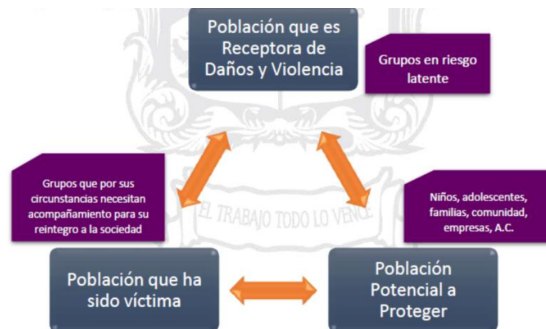 Población que es
Receptora de
Daños y Violencia
Grupos en riesgo
latente
Grupos que por sus
circunstancias necesitan
acompañamiento para su
reintegro a la sociedad
EL TRABAJO TODO LO VENCE
Niños, adolescentes,
familias, comunidad,
empresas, A.C.
Población que ha
sido víctima
Población
Potencial a
Proteger